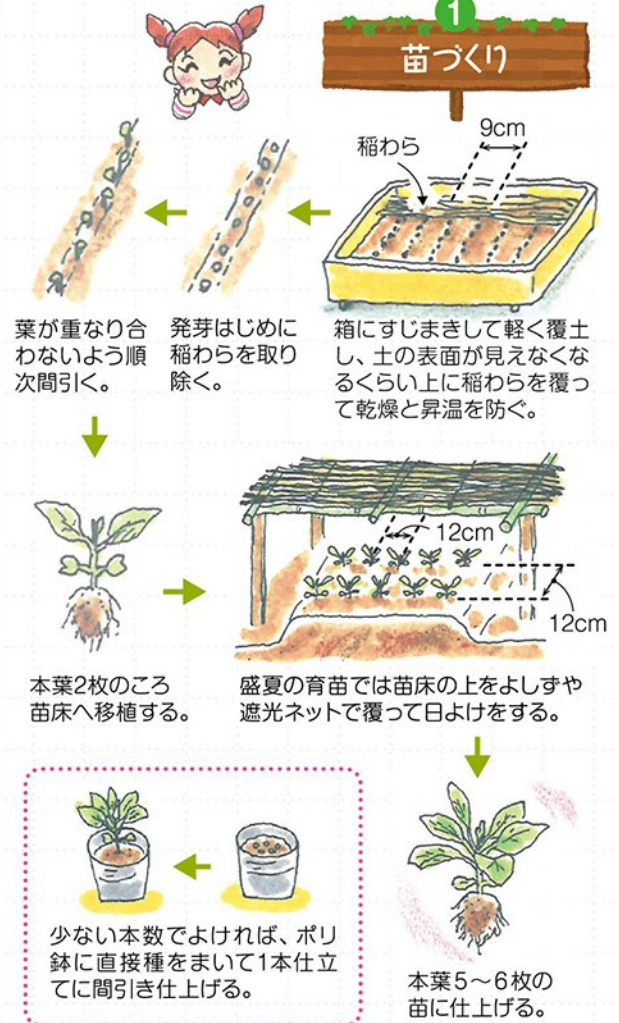 1
苗づくり
9cm
稲わら
箱にすじまきして軽く覆土
し、土の表面が見えなくな
るくらい上に稲わらを覆っ
て乾燥と昇温を防ぐ。
発芽はじめに
稲わらを取り
除く。
葉が重なり合
わないよう順
次間引く。
本葉2枚のころ
苗床へ移植する。
12cm
12cm
盛夏の育苗では苗床の上をよしずや
遮光ネットで覆って日よけをする。
本葉5〜6枚の
苗に仕上げる。
少ない本数でよければ、ポリ
鉢に直接種をまいて1本仕立
てに間引き仕上げる。